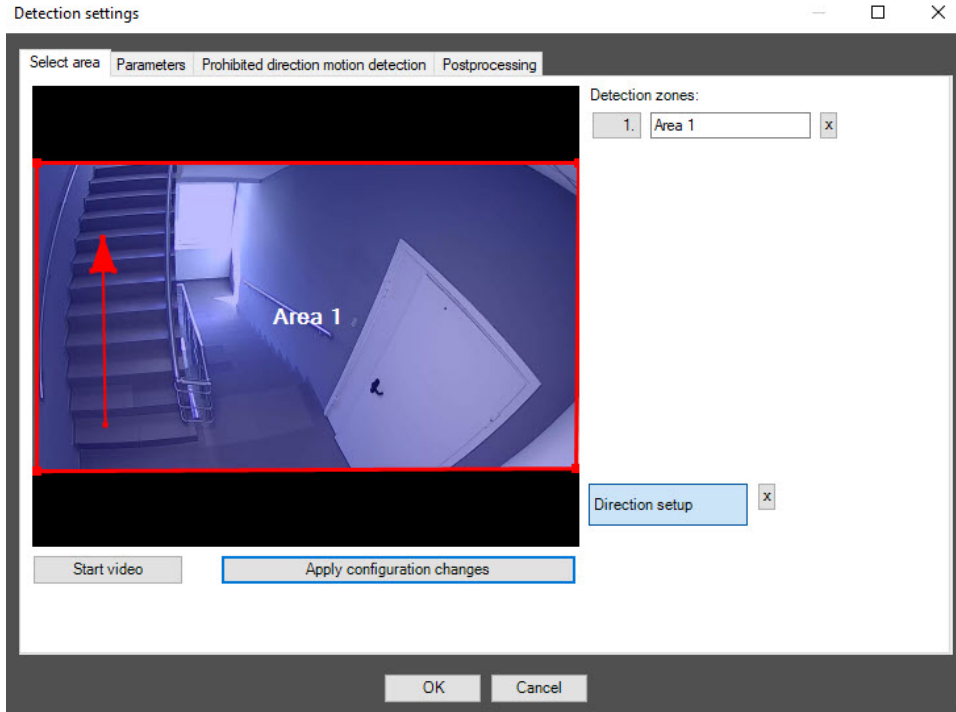 Detection settings
Select area Parameters Prohibited direction motion detection Postprocessing
Detection zones:
1. Area 1 x
Area 1
Direction setup x
Start video Apply configuration changes
OK Cancel